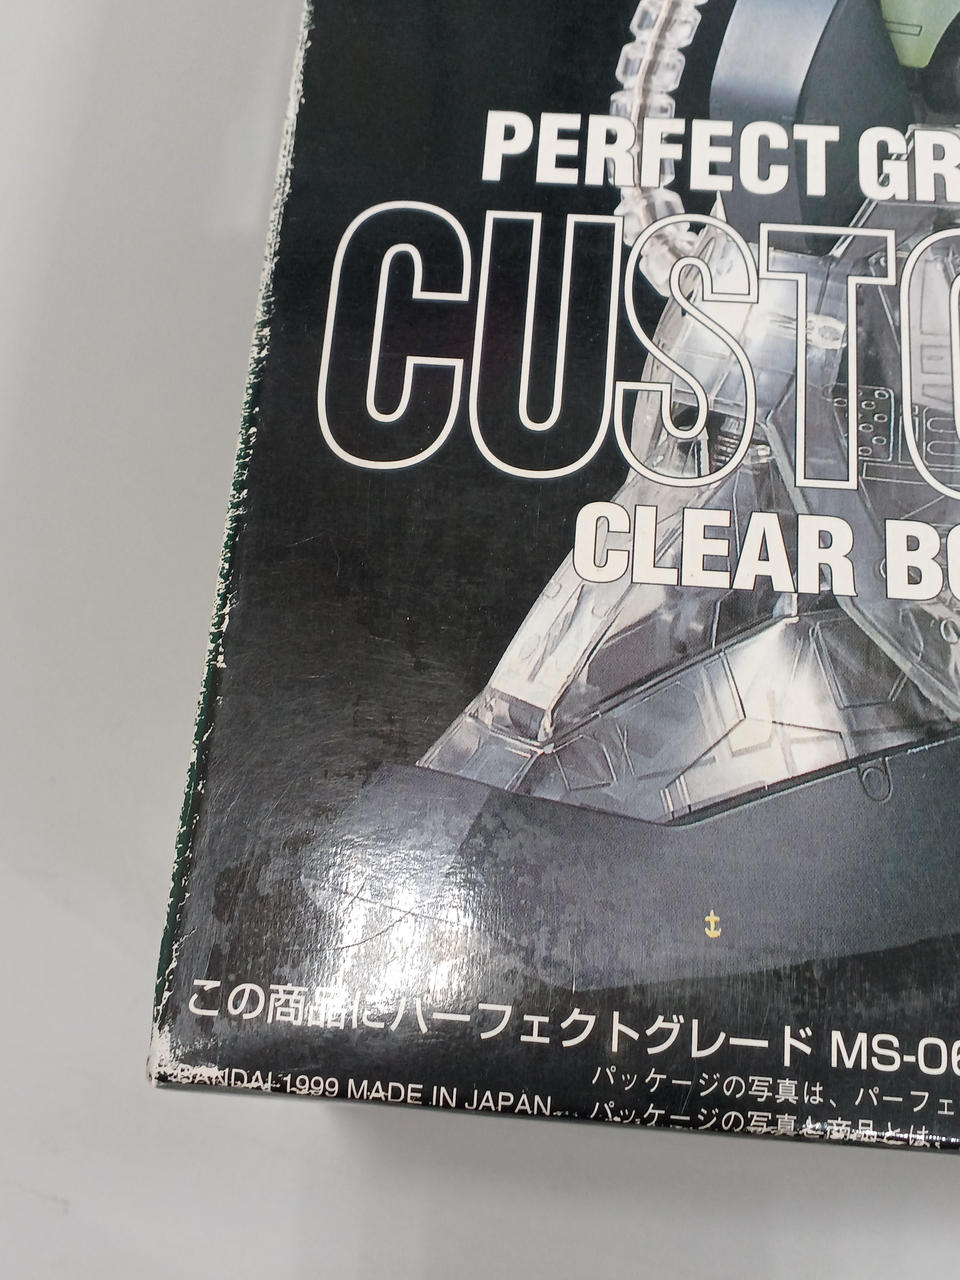 PERFECT GR
CUSTO
CLEAR BO
この商品にパーフェクトグレード MS-06
BANDAI 1999 MADE IN JAPAN
パッケージの写真は、パーフェ
パッケージの写真と商品とは、